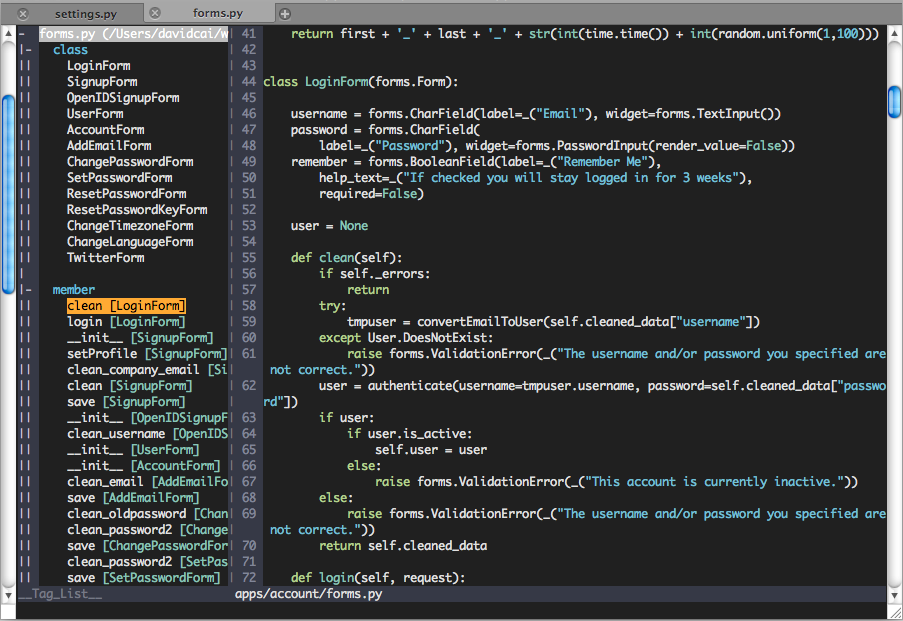 settings.py
forms.py
- forms.py (/Users/davidcai/w
|- class
|| LoginForm
|| SignupForm
|| OpenIDSignupForm
|| UserForm
|| AccountForm
|| AddEmailForm
|| ChangePasswordForm
|| SetPasswordForm
|| ResetPasswordForm
|| ResetPasswordKeyForm
|| ChangeTimezoneForm
|| ChangeLanguageForm
|| TwitterForm
|
|- member
|| clean [LoginForm]
|| login [LoginForm]
|| __init__ [SignupForm]
|| setProfile [SignupForm]
|| clean_company_email [Si
|| clean [SignupForm]
|| save [SignupForm]
|| __init__ [OpenIDSignupF
|| clean_username [OpenIDS
|| __init__ [UserForm]
|| __init__ [AccountForm]
|| clean_email [AddEmailFo
|| save [AddEmailForm]
|| clean_oldpassword [Chan
|| clean_password2 [Change
|| save [ChangePasswordFor
|| clean_password2 [SetPas
|| save [SetPasswordForm]
__Tag_List__
41 return first + '_' + last + '_' + str(int(time.time()) + int(random.uniform(1,100)))
42
43
44 class LoginForm(forms.Form):
45
46 username = forms.CharField(label=_("Email"), widget=forms.TextInput())
47 password = forms.CharField(
48 label=_("Password"), widget=forms.PasswordInput(render_value=False))
49 remember = forms.BooleanField(label=_("Remember Me"),
50 help_text=_("If checked you will stay logged in for 3 weeks"),
51 required=False)
52
53 user = None
54
55 def clean(self):
56 if self._errors:
57 return
58 try:
59 tmpuser = convertEmailToUser(self.cleaned_data["username"])
60 except User.DoesNotExist:
61 raise forms.ValidationError(_("The username and/or password you specified are
not correct."))
62 user = authenticate(username=tmpuser.username, password=self.cleaned_data["passwo
rd"])
63 if user:
64 if user.is_active:
65 self.user = user
66 else:
67 raise forms.ValidationError(_("This account is currently inactive."))
68 else:
69 raise forms.ValidationError(_("The username and/or password you specified are
not correct."))
70 return self.cleaned_data
71
72 def login(self, request):
apps/account/forms.py